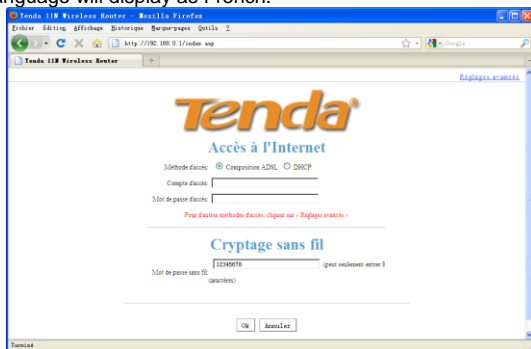 anguage will display as French.
Tenda 11N Wireless Router - Mozilla Firefox
Fichier Édition Affichage Historique Marque-pages Outils ?
http://192.168.0.1/index.asp
Google
Tenda 11N Wireless Router
Réglages avancés
Tenda
Accès à l'Internet
Méthode d'accès: Composition ADSL DHCP
Compte d'accès:
Mot de passe d'accès:
Pour d'autres méthodes d'accès, cliquez sur « Réglages avancés »
Cryptage sans fil
Mot de passe sans fil: 12345678 (peut seulement entrer 8
caractères)
Ok Annuler
Terminé